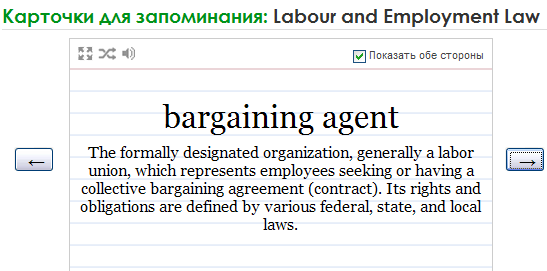 Карточки для запоминания: Labour and Employment Law
Показать обе стороны
bargaining agent
The formally designated organization, generally a labor
union, which represents employees seeking or having a
collective bargaining agreement (contract). Its rights and
obligations are defined by various federal, state, and local
laws.